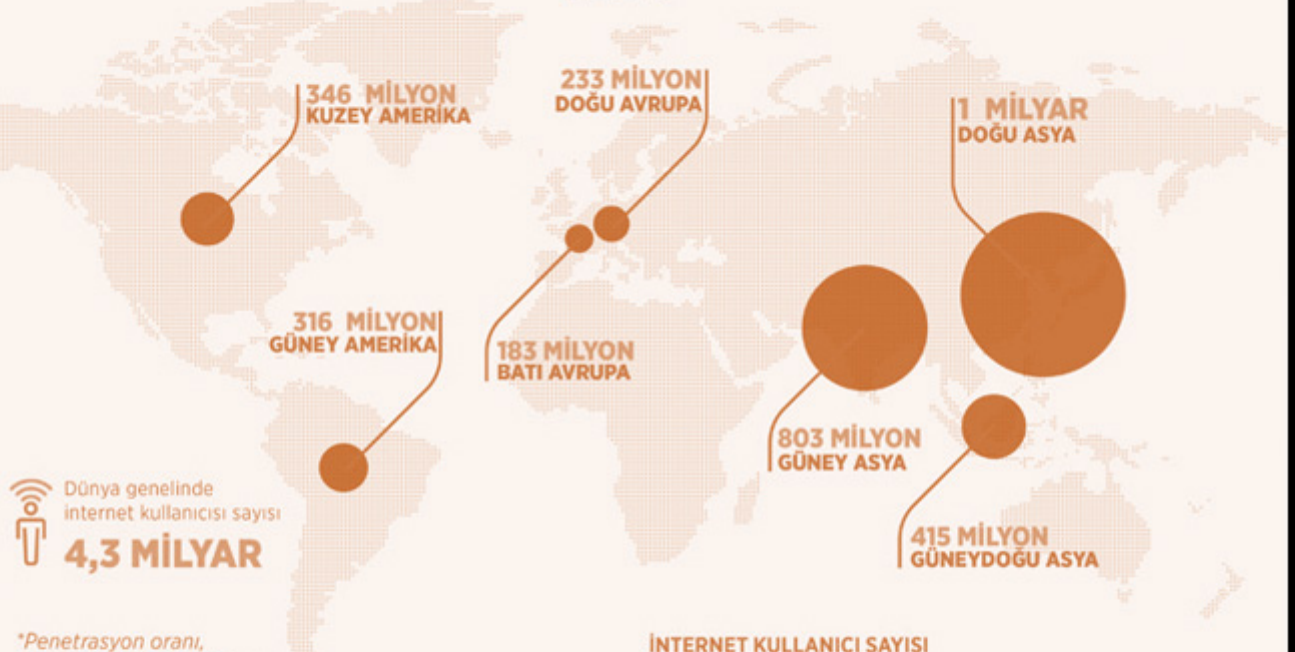 346 MİLYON
KUZEY AMERİKA
233 MİLYON
DOĞU AVRUPA
1 MİLYAR
DOĞU ASYA
316 MİLYON
GÜNEY AMERİKA
183 MİLYON
BATI AVRUPA
803 MİLYON
GÜNEY ASYA
415 MİLYON
GÜNEYDOĞU ASYA
Dünya genelinde
internet kullanıcısı sayısı
4,3 MİLYAR
*Penetrasyon oranı,
İNTERNET KULLANICI SAYISI